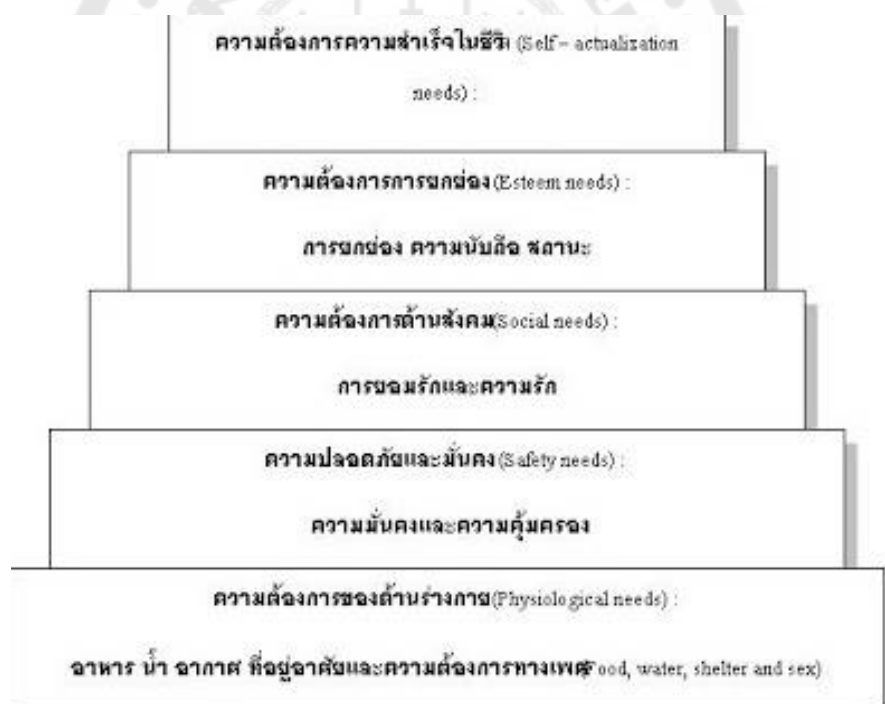 ความต้องการความสำเร็จในชีวิ (Self – actualization
needs) :
ความต้องการการยกย่อง(Esteem needs) :
การยกย่อง ความนับถือ สถานะ
ความต้องการด้านสังคม(Social needs) :
การยอมรักและความรัก
ความปลอดภัยและมั่นคง(Safety needs) :
ความมั่นคงและความคุ้มครอง
ความต้องการของด้านร่างกาย(Physiological needs) :
อาหาร น้ำ อากาศ ที่อยู่อาศัยและความต้องการทางเพศ(Food, water, shelter and sex)